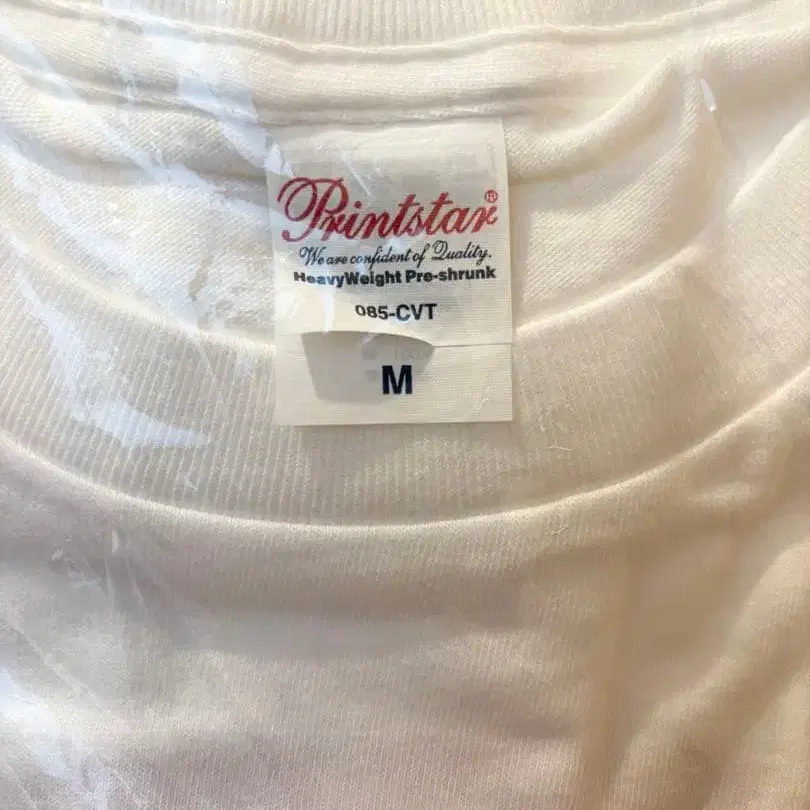 Printstar®
We are confident of Quality.
HeavyWeight Pre-shrunk
085-CVT
M